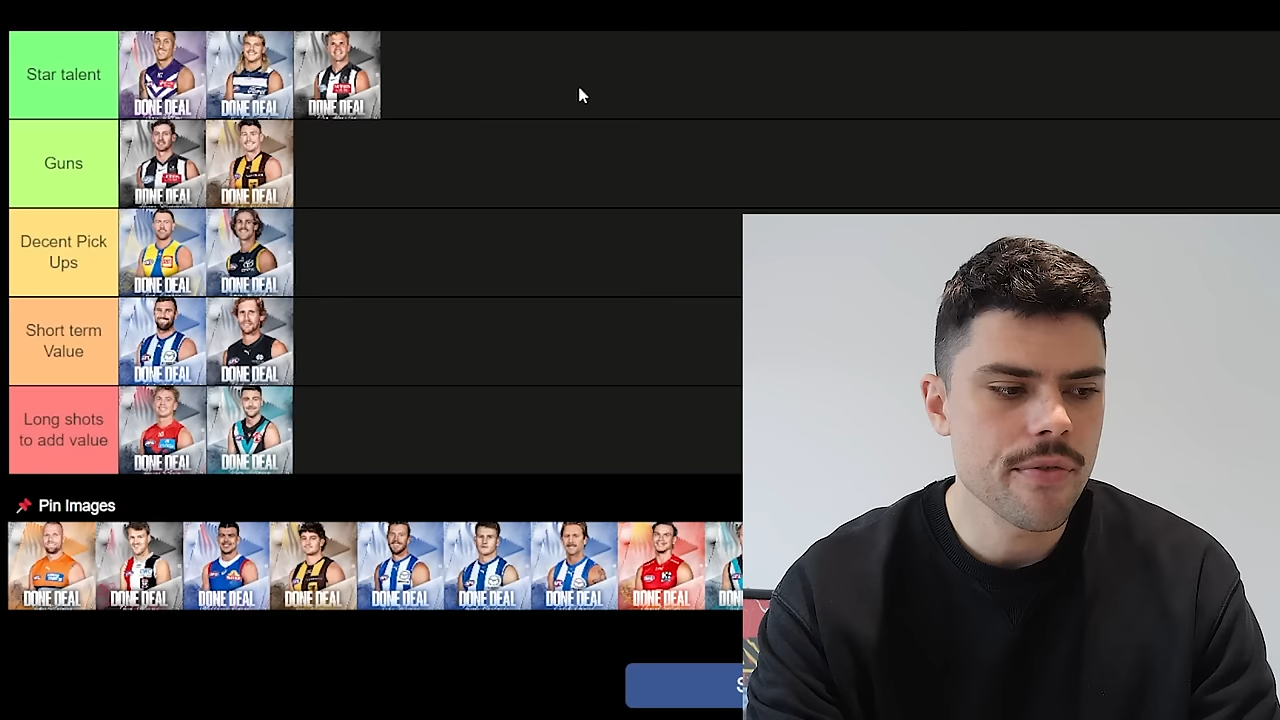 Star talent
DONE DEAL DONE DEAL DONE DEAL
Guns
DONE DEAL DONE DEAL
Decent Pick
Ups
DONE DEAL DONE DEAL
Short term
Value
DONE DEAL DONE DEAL
Long shots
to add value
DONE DEAL DONE DEAL
Pin Images
DONE DEAL DONE DEAL DONE DEAL DONE DEAL DONE DEAL DONE DEAL DONE DEAL DONE DEAL DON
S